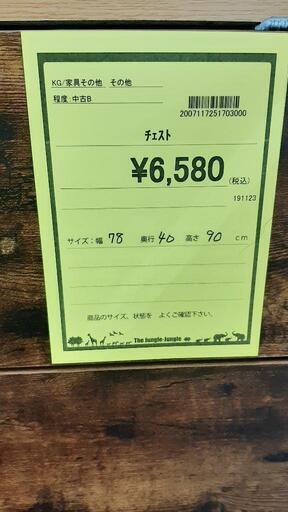 KG/家具その他 その他
程度:中古B
2007117251703000
チェスト
¥6,580(税込)
191123
サイズ:幅 78 奥行 40 高さ 90 cm
商品のサイズ、状態を よくご確認下さい。
The Jungle-Jungle